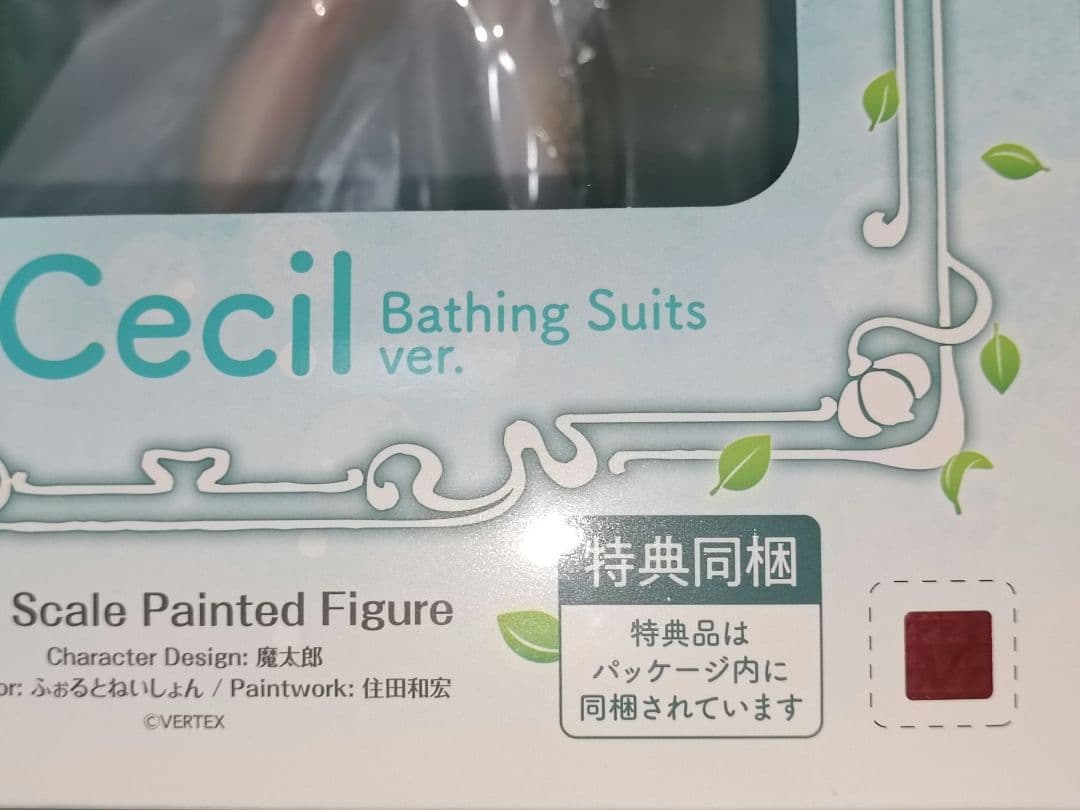 Cecil
Bathing Suits
ver.
特典同梱
特典品は
パッケージ内に
同梱されています
Scale Painted Figure
Character Design: 魔太郎
ふぉるとねいしょん / Paintwork: 住田和宏
©VERTEX